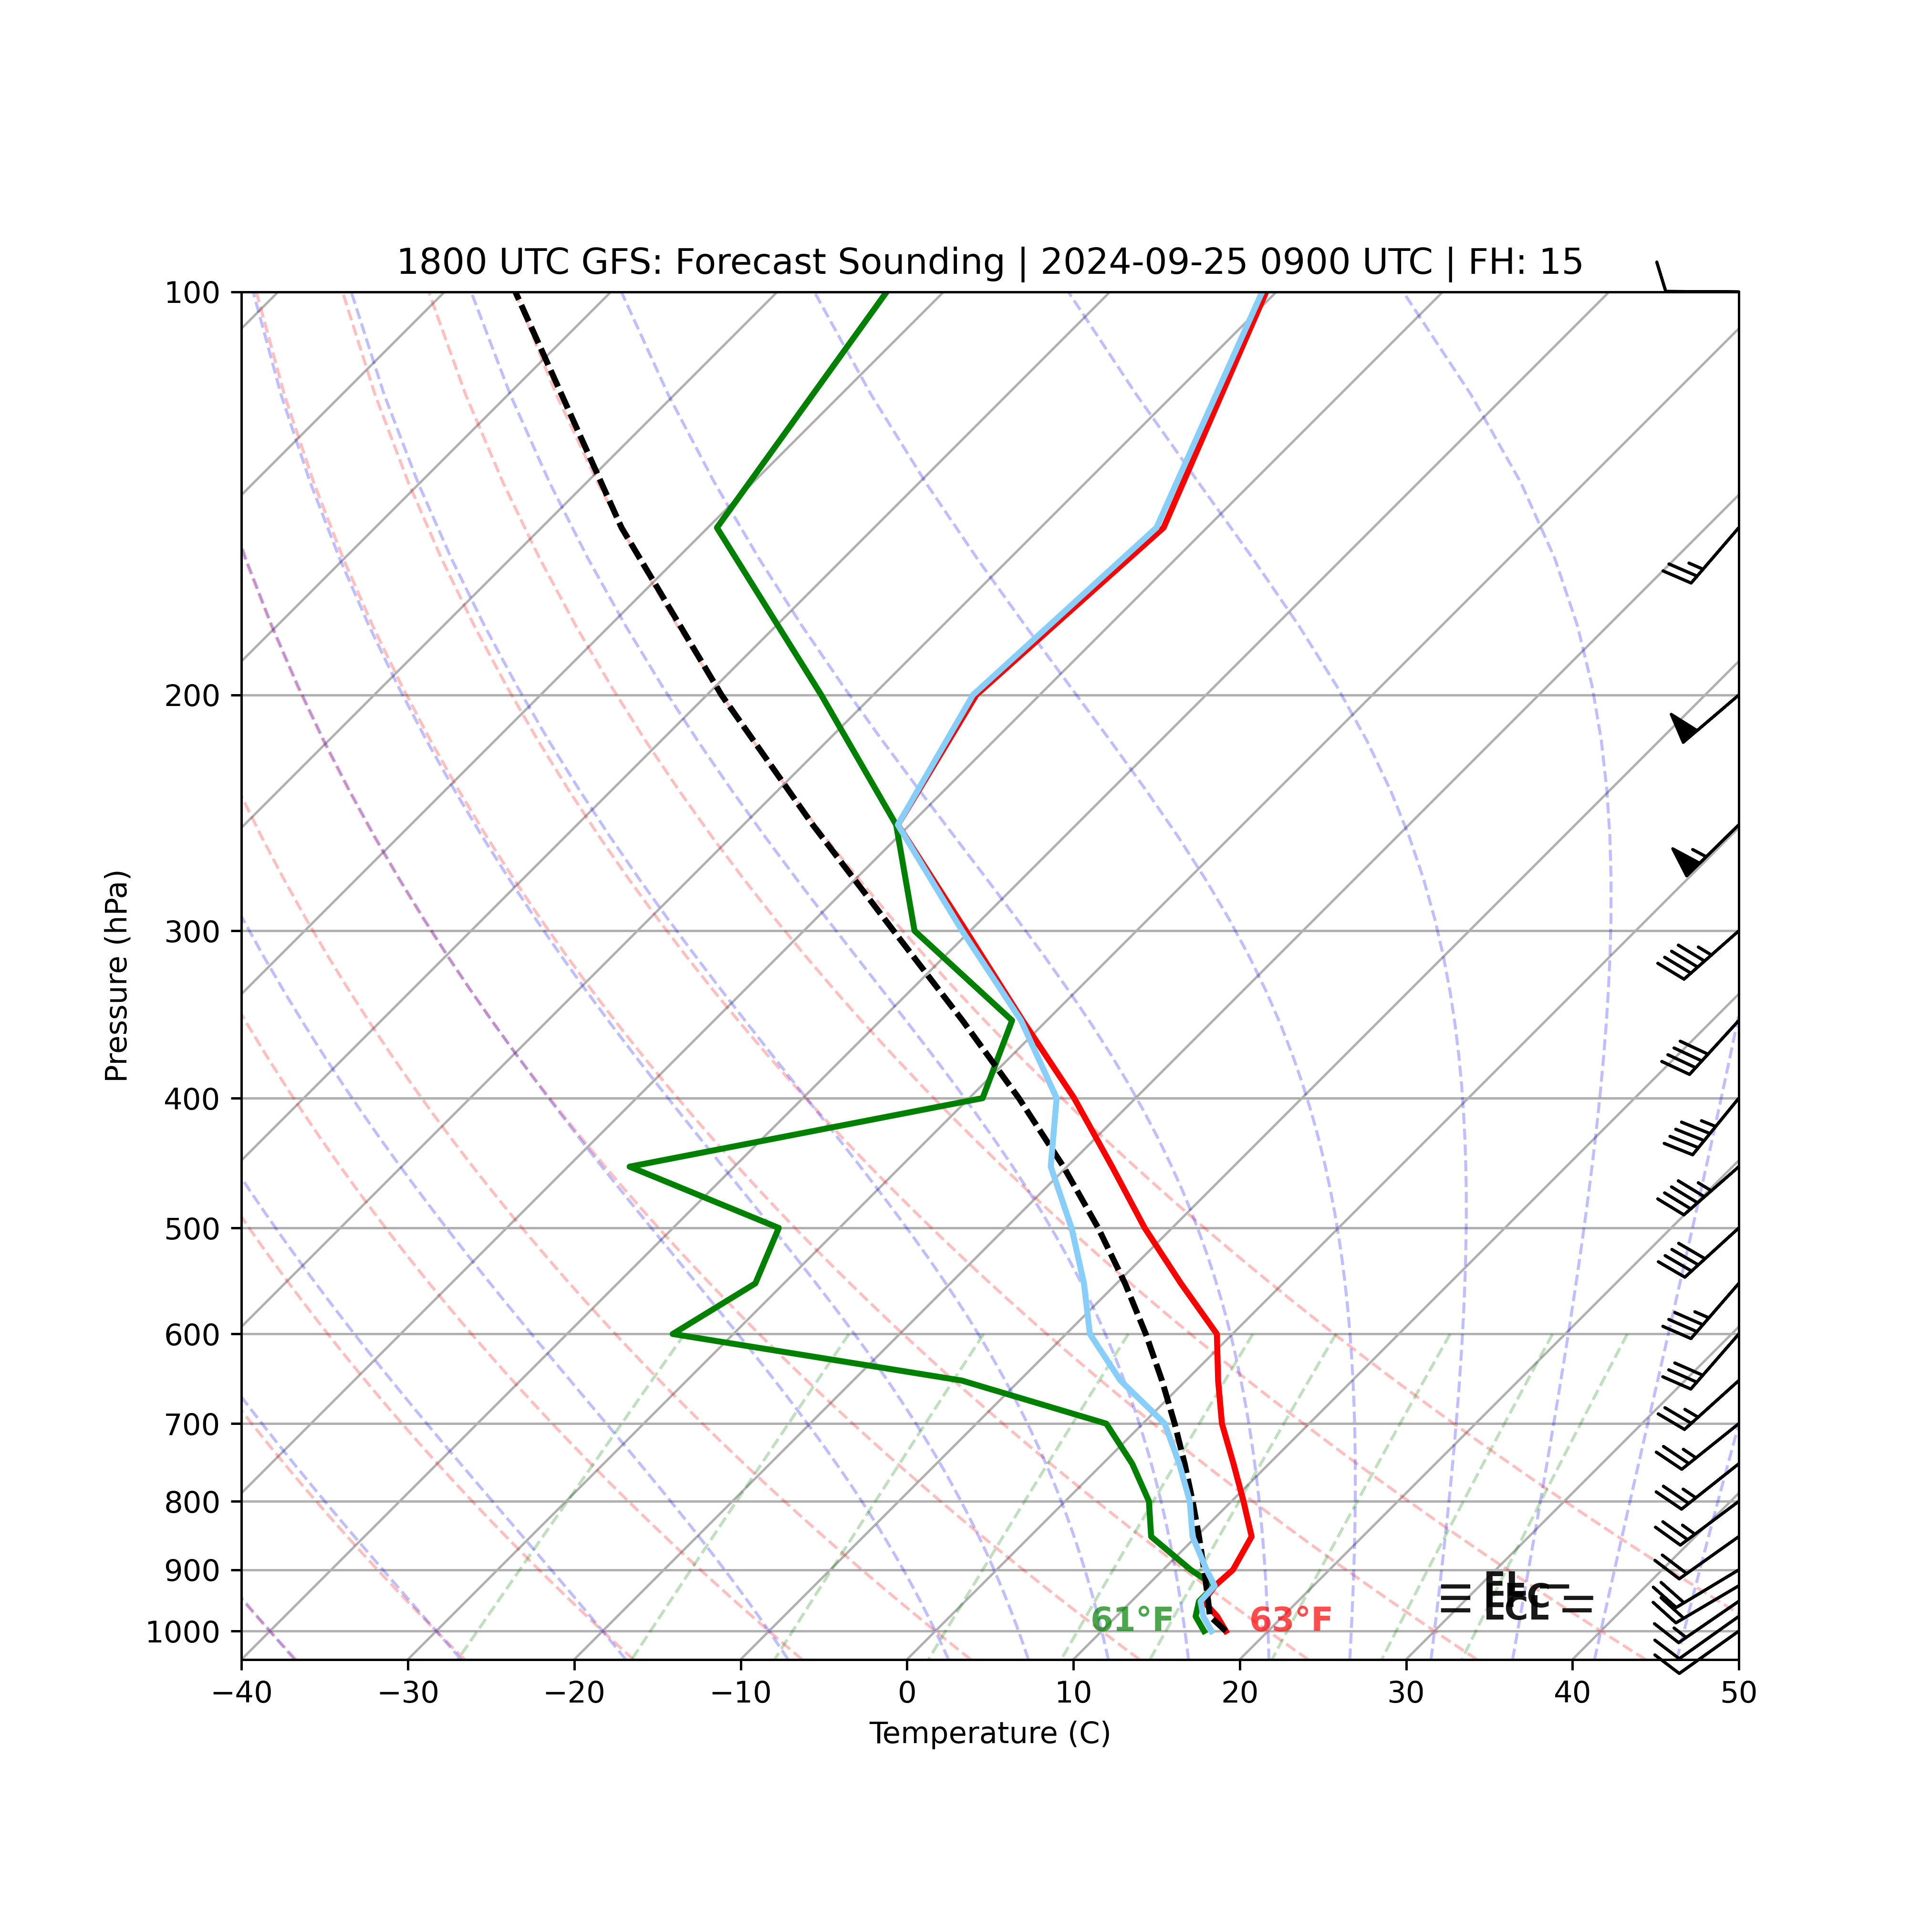 1800 UTC GFS: Forecast Sounding | 2024-09-25 0900 UTC | FH: 15
100
200
300
400
500
600
700
800
900
1000
Pressure (hPa)
61°F
63°F
= EL =
= LFC =
= LCL =
−40 −30 −20 −10 0 10 20 30 40 50
Temperature (C)